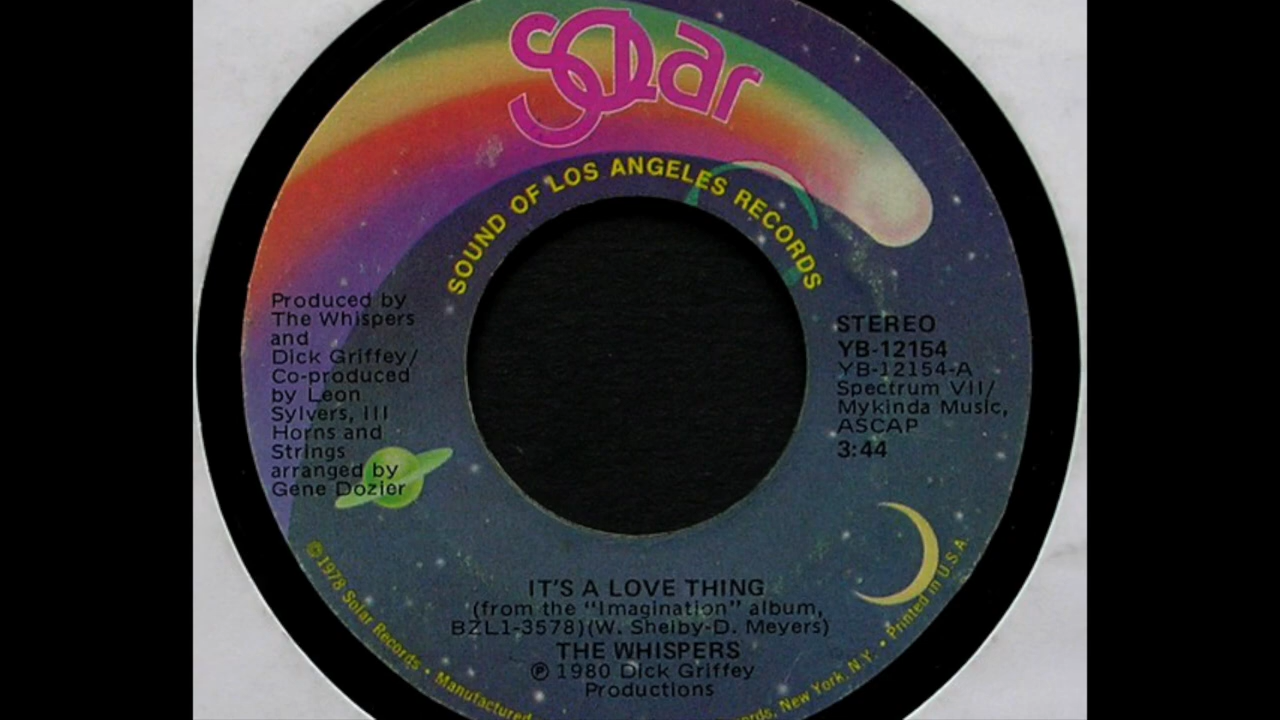 Solar
SOUND OF LOS ANGELES RECORDS
Produced by
The Whispers
and
Dick Griffey/
Co-produced
by Leon
Sylvers, III
Horns and
Strings
arranged by
Gene Dozier
STEREO
YB-12154
YB-12154-A
Spectrum VII/
Mykinda Music,
ASCAP
3:44
IT'S A LOVE THING
(from the "Imagination" album,
BZL1-3578)(W. Shelby-D. Meyers)
THE WHISPERS
℗ 1980 Dick Griffey
Productions
© 1978 Solar Records • Manufactured
New York, N.Y. • Printed in U.S.A.